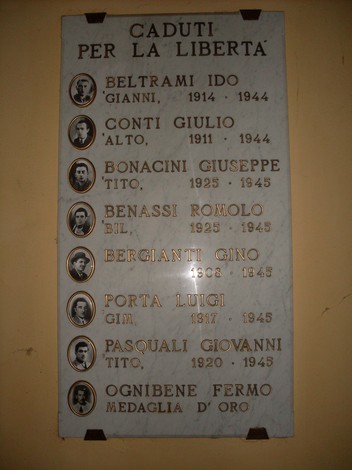 CADUTI
PER LA LIBERTA'
BELTRAMI IDO
'GIANNI, 1914 · 1944
CONTI GIULIO
'ALTO, 1911 · 1944
BONACINI GIUSEPPE
'TITO, 1925 · 1945
BENASSI ROMOLO
'BIL, 1925 · 1945
BERGIANTI GINO
· 1945
PORTA LUIGI
'GIM, 1917 · 1945
PASQUALI GIOVANNI
'TITO, 1920 · 1945
OGNIBENE FERMO
MEDAGLIA D' ORO